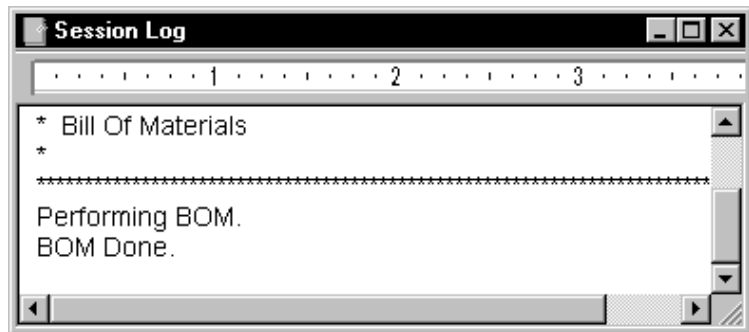 Session Log
1 2 3
* Bill Of Materials
*
**********************************************************************
Performing BOM.
BOM Done.